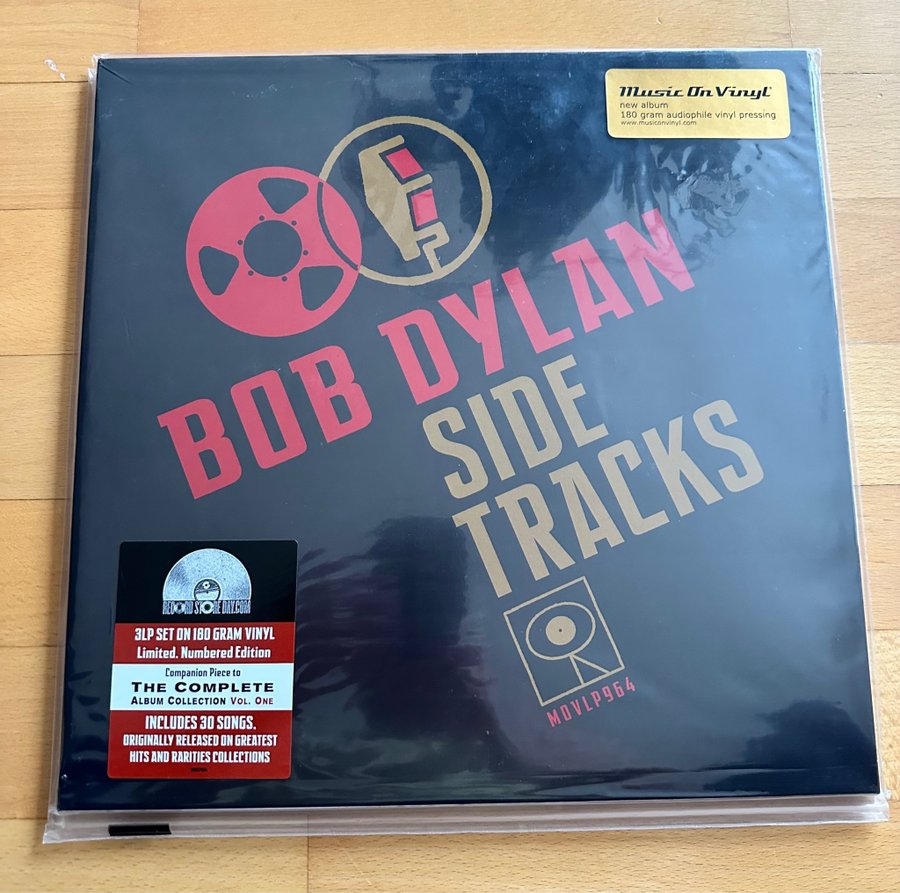 Music On Vinyl
new album
180 gram audiophile vinyl pressing
www.musiconvinyl.com
BOB DYLAN
SIDE
TRACKS
MOVLP964
RECORD STORE DAY.COM
3LP SET ON 180 GRAM VINYL
Limited, Numbered Edition
Companion Piece to
THE COMPLETE
ALBUM COLLECTION VOL. ONE
INCLUDES 30 SONGS,
ORIGINALLY RELEASED ON GREATEST
HITS AND RARITIES COLLECTIONS